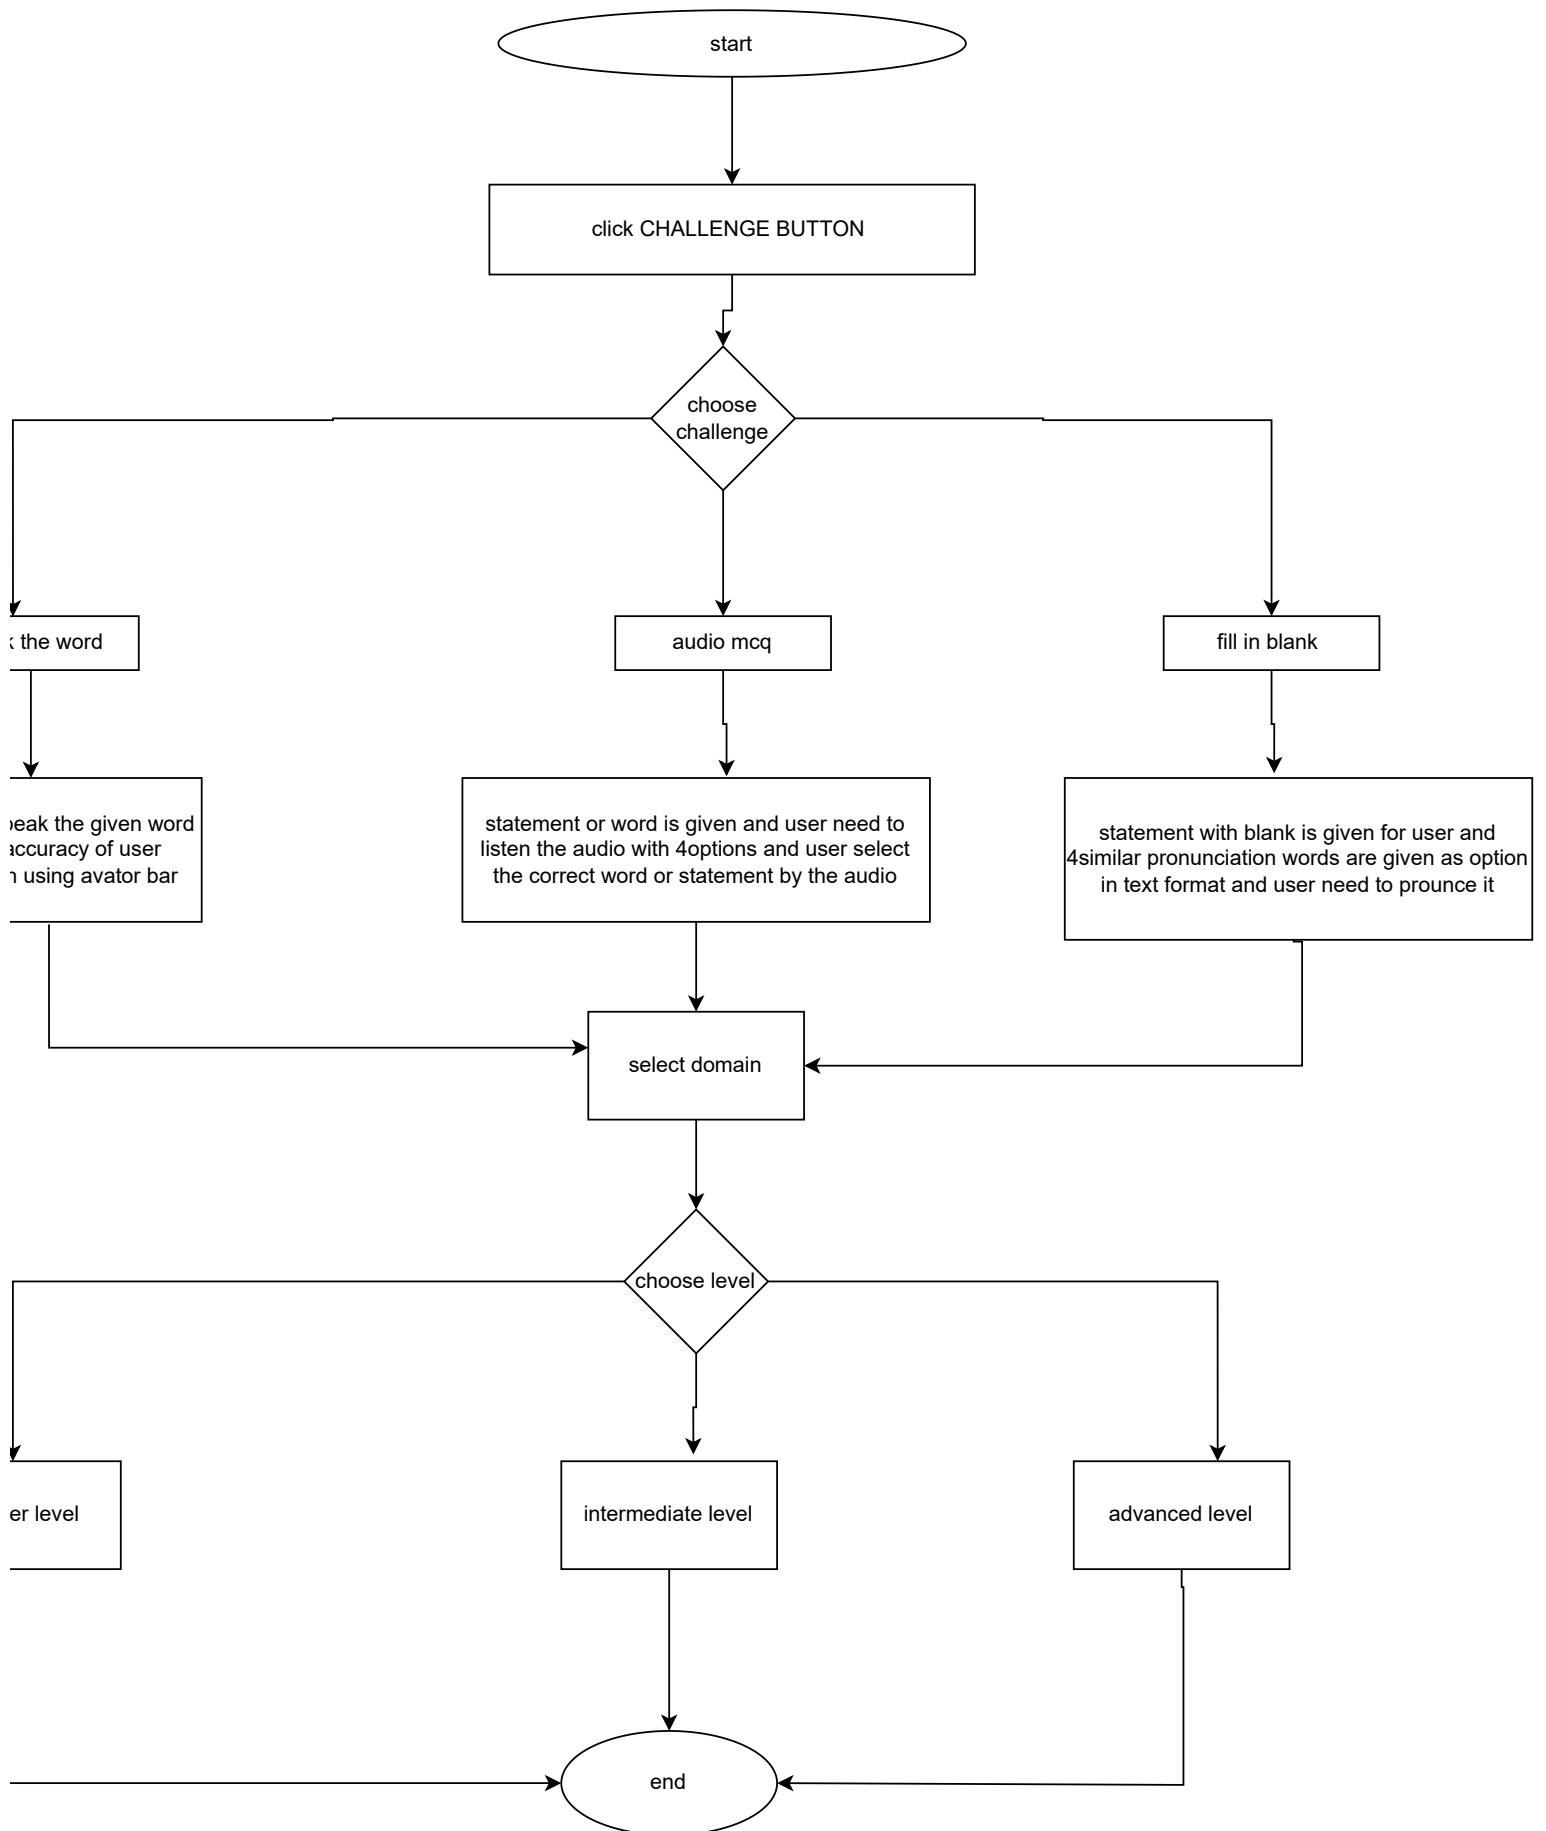 start
click CHALLENGE BUTTON
choose
challenge
the word
audio mcq
fill in blank
the given word
accuracy of user
using avator bar
statement or word is given and user need to
listen the audio with 4options and user select
the correct word or statement by the audio
statement with blank is given for user and
4similar pronunciation words are given as option
in text format and user need to prounce it
select domain
choose level
level
intermediate level
advanced level
end